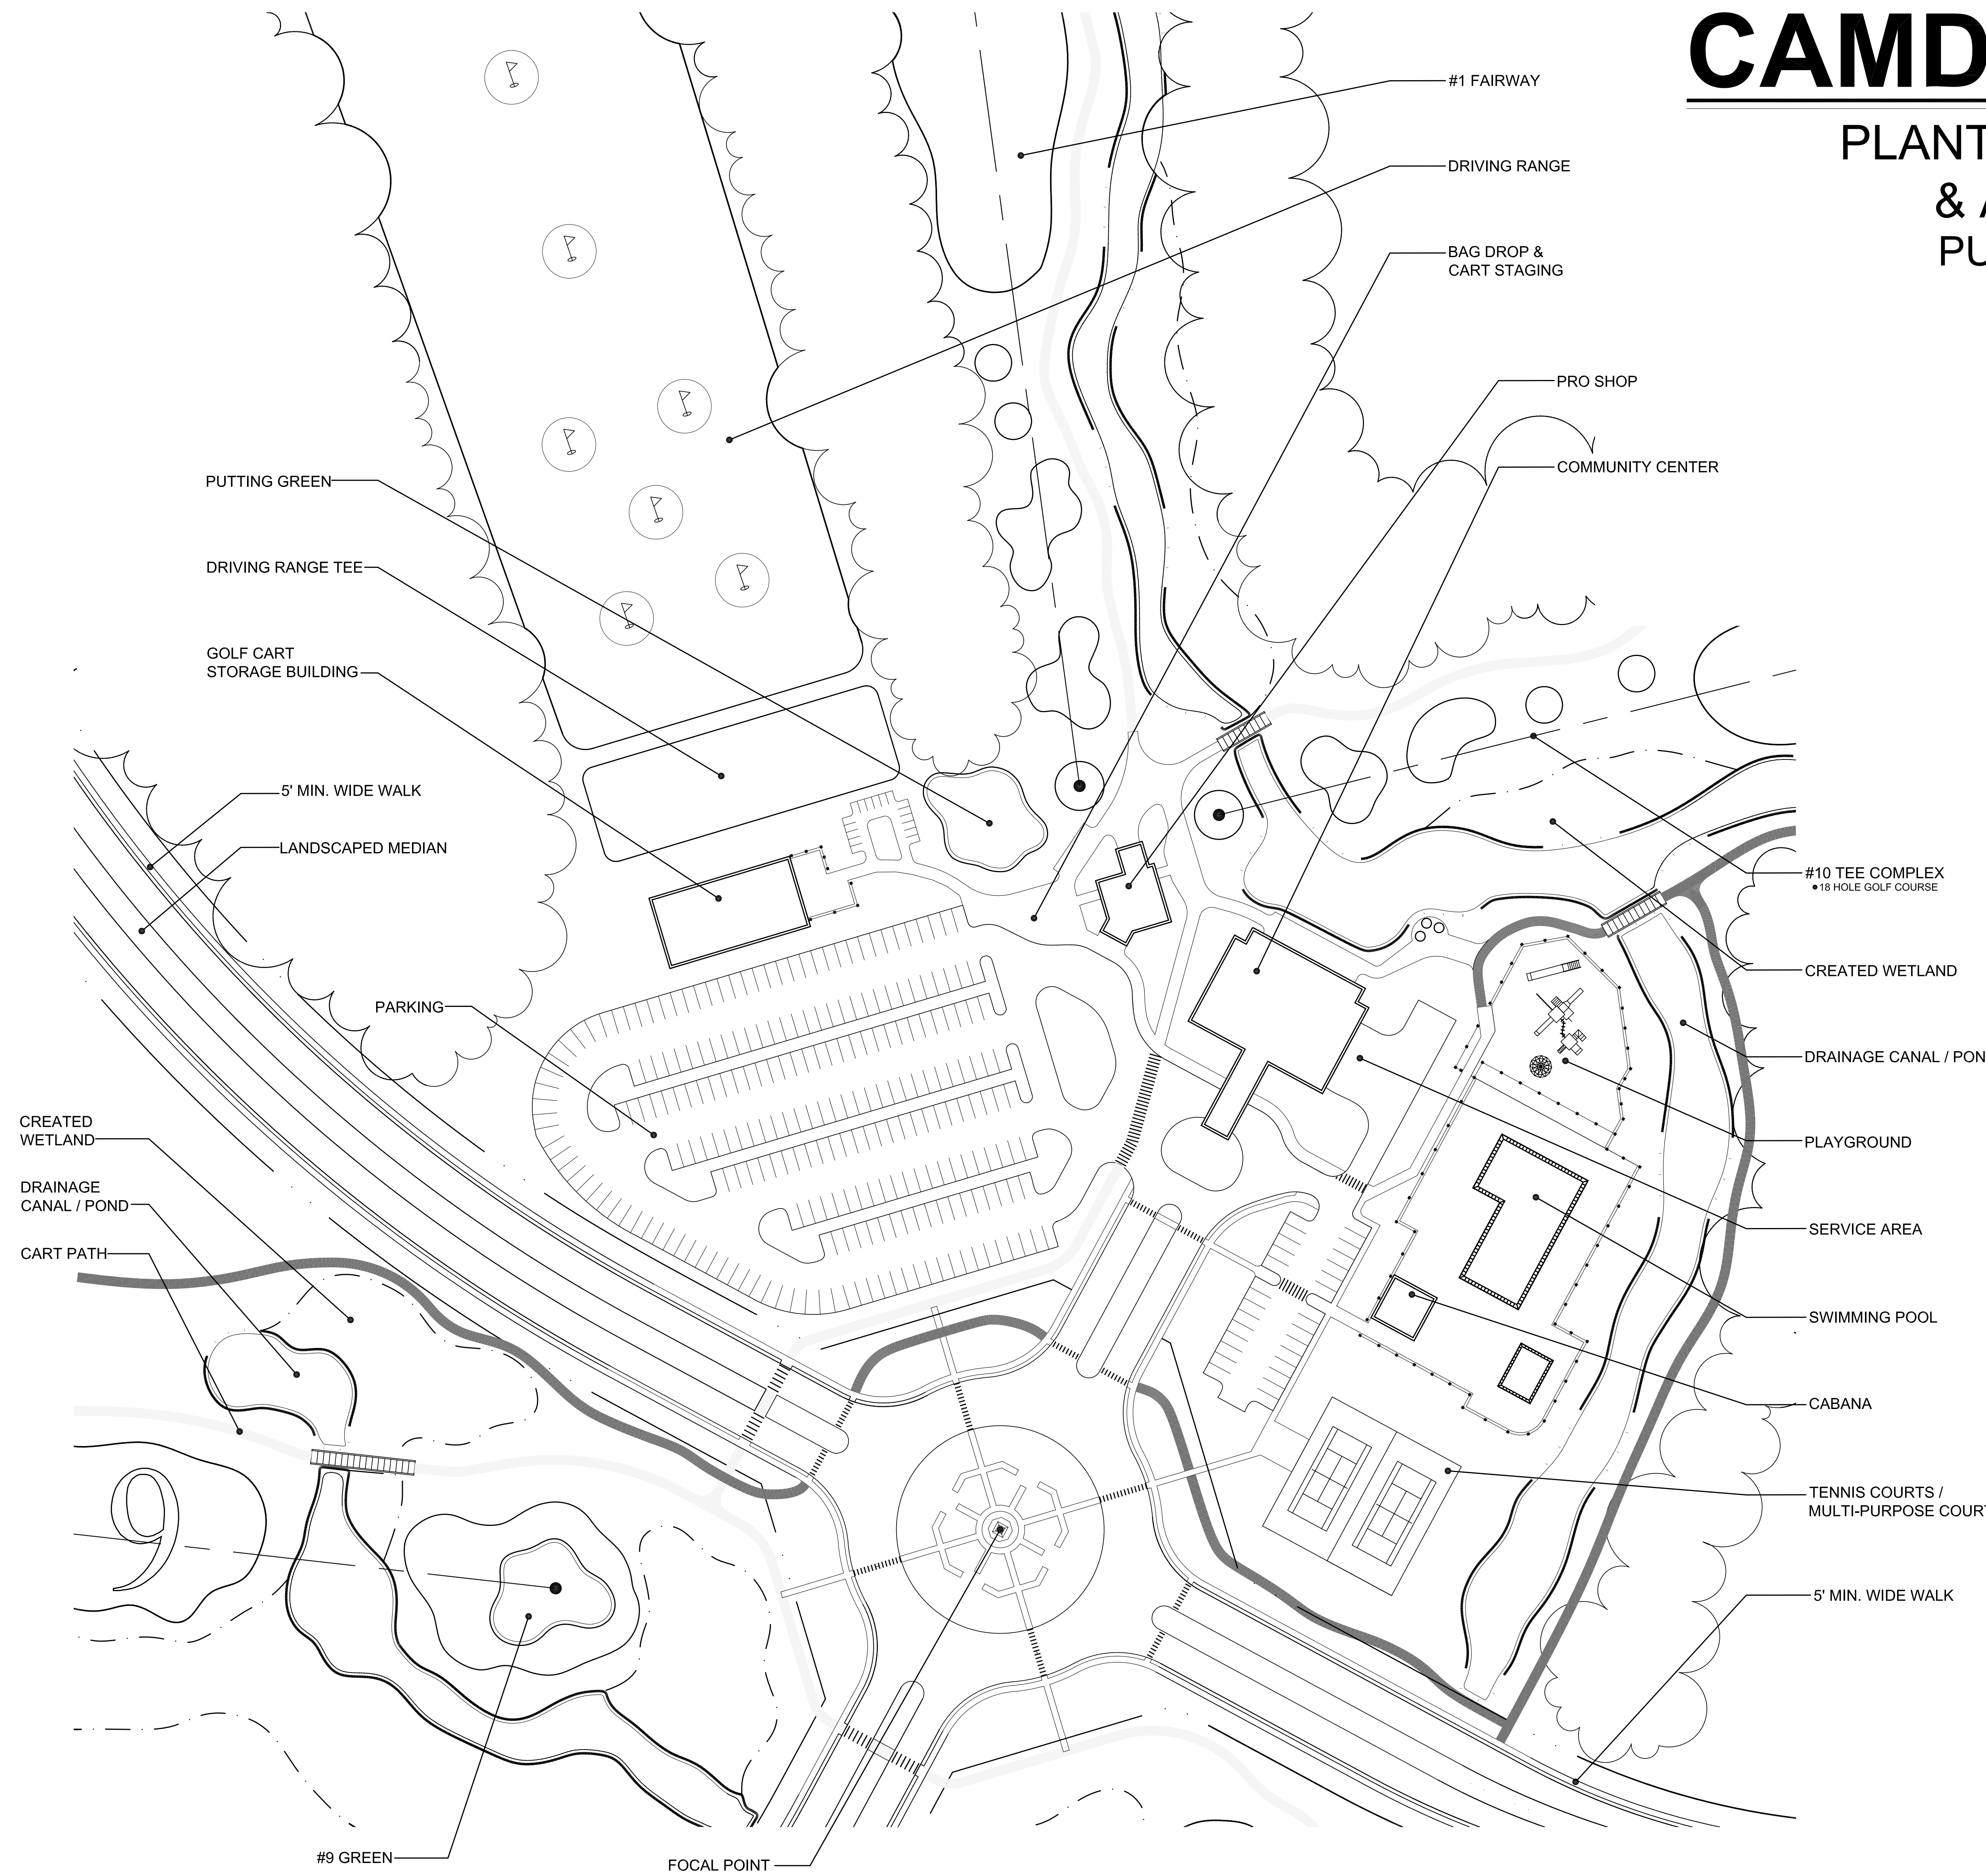 CAMD
PLANT
& A
PU
#1 FAIRWAY
DRIVING RANGE
BAG DROP &
CART STAGING
PRO SHOP
COMMUNITY CENTER
PUTTING GREEN
DRIVING RANGE TEE
GOLF CART
STORAGE BUILDING
5' MIN. WIDE WALK
LANDSCAPED MEDIAN
PARKING
CREATED
WETLAND
DRAINAGE
CANAL / POND
CART PATH
9
#9 GREEN
FOCAL POINT
#10 TEE COMPLEX
18 HOLE GOLF COURSE
CREATED WETLAND
DRAINAGE CANAL / PON
PLAYGROUND
SERVICE AREA
SWIMMING POOL
CABANA
TENNIS COURTS /
MULTI-PURPOSE COURT
5' MIN. WIDE WALK